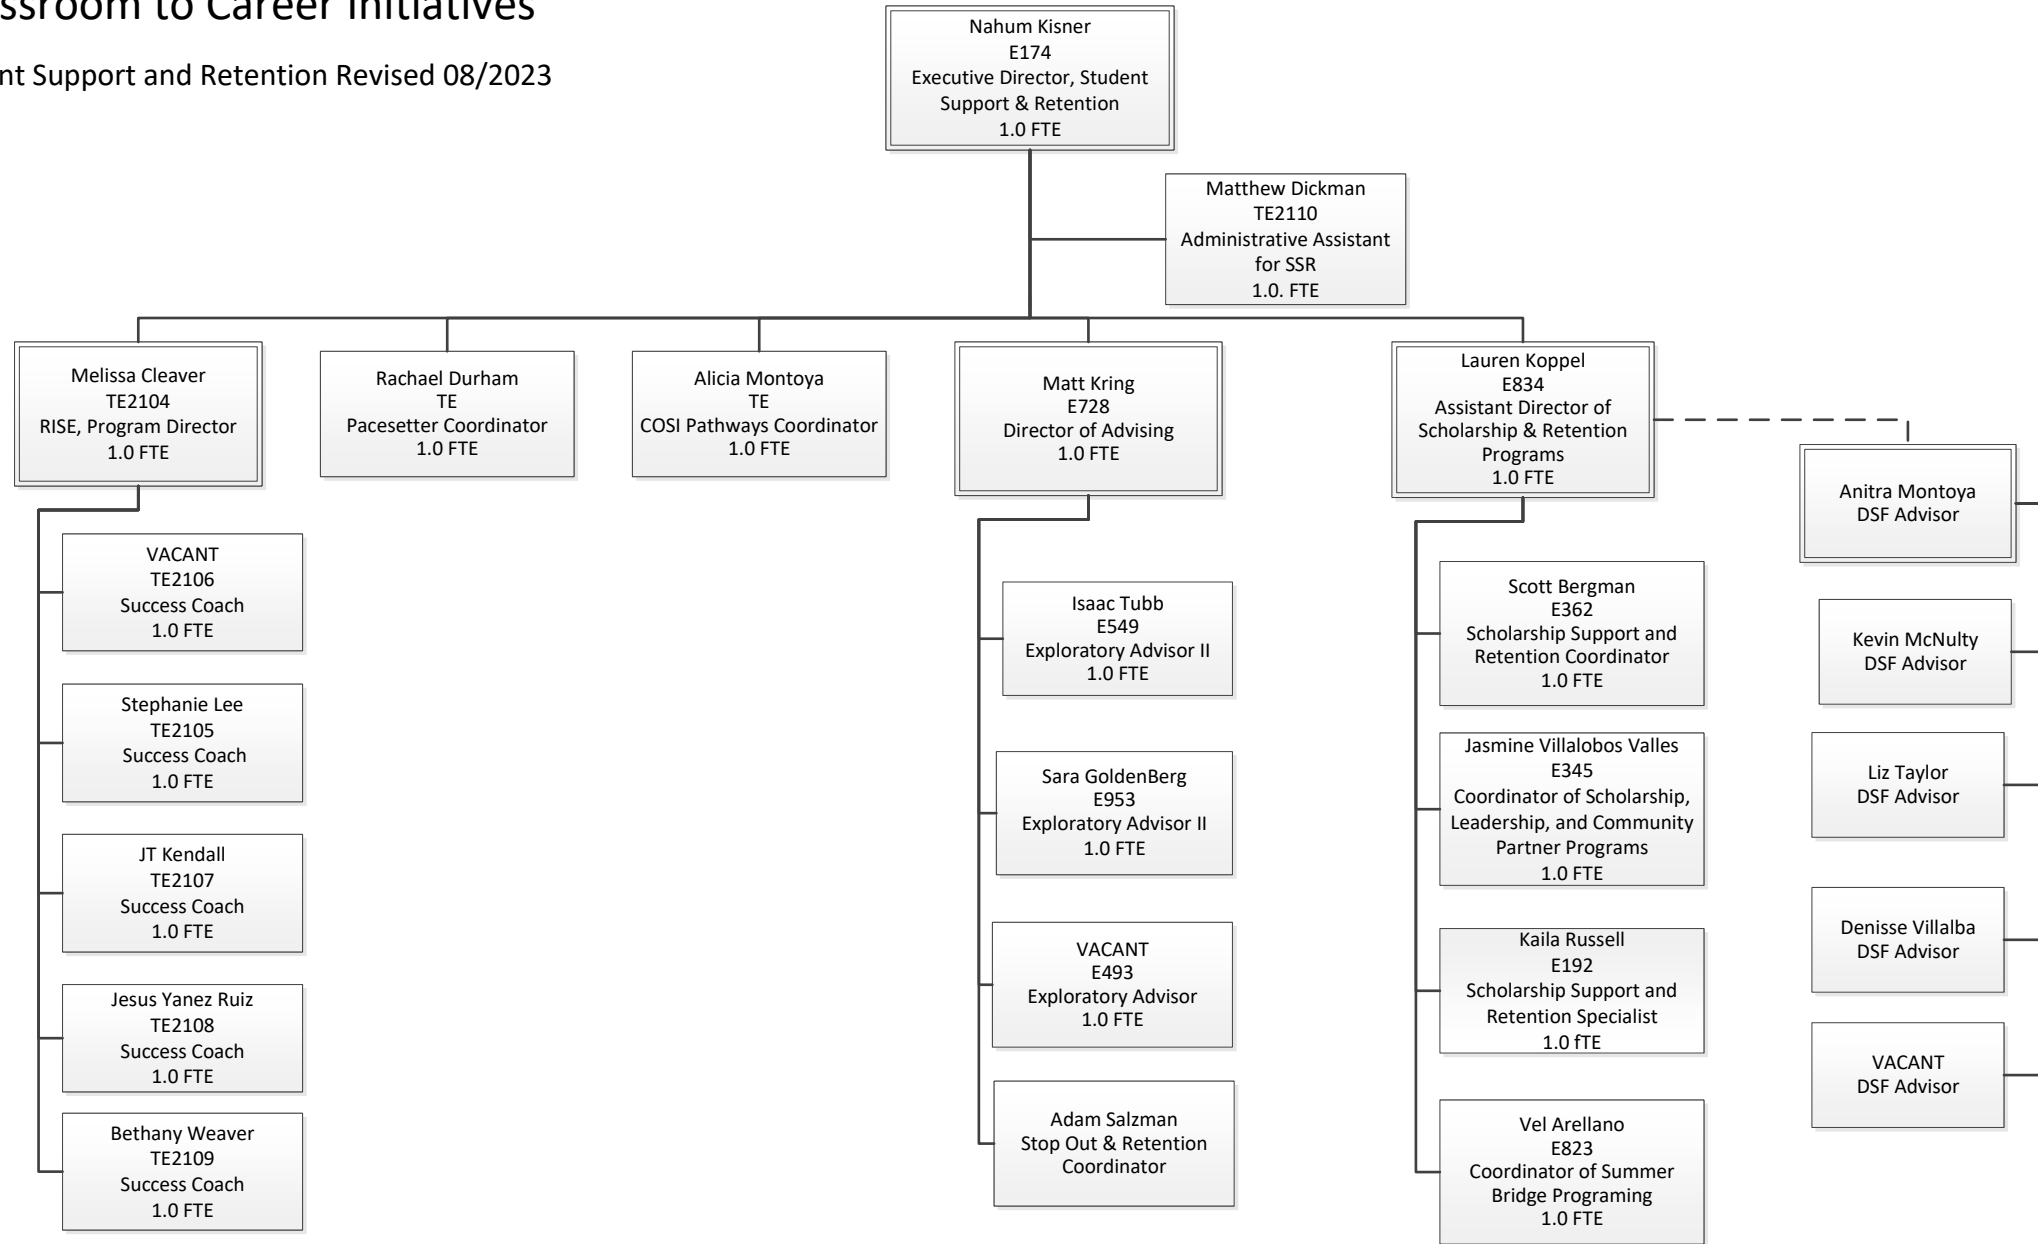 ssroom to Career Initiatives
nt Support and Retention Revised 08/2023
Nahum Kisner
E174
Executive Director, Student
Support & Retention
1.0 FTE
Matthew Dickman
TE2110
Administrative Assistant
for SSR
1.0. FTE
Melissa Cleaver
TE2104
RISE, Program Director
1.0 FTE
Rachael Durham
TE
Pacesetter Coordinator
1.0 FTE
Alicia Montoya
TE
COSI Pathways Coordinator
1.0 FTE
Matt Kring
E728
Director of Advising
1.0 FTE
Lauren Koppel
E834
Assistant Director of
Scholarship & Retention
Programs
1.0 FTE
Anitra Montoya
DSF Advisor
VACANT
TE2106
Success Coach
1.0 FTE
Stephanie Lee
TE2105
Success Coach
1.0 FTE
JT Kendall
TE2107
Success Coach
1.0 FTE
Jesus Yanez Ruiz
TE2108
Success Coach
1.0 FTE
Bethany Weaver
TE2109
Success Coach
1.0 FTE
Isaac Tubb
E549
Exploratory Advisor II
1.0 FTE
Sara GoldenBerg
E953
Exploratory Advisor II
1.0 FTE
VACANT
E493
Exploratory Advisor
1.0 FTE
Adam Salzman
Stop Out & Retention
Coordinator
Scott Bergman
E362
Scholarship Support and
Retention Coordinator
1.0 FTE
Jasmine Villalobos Valles
E345
Coordinator of Scholarship,
Leadership, and Community
Partner Programs
1.0 FTE
Kaila Russell
E192
Scholarship Support and
Retention Specialist
1.0 fTE
Vel Arellano
E823
Coordinator of Summer
Bridge Programing
1.0 FTE
Kevin McNulty
DSF Advisor
Liz Taylor
DSF Advisor
Denisse Villalba
DSF Advisor
VACANT
DSF Advisor